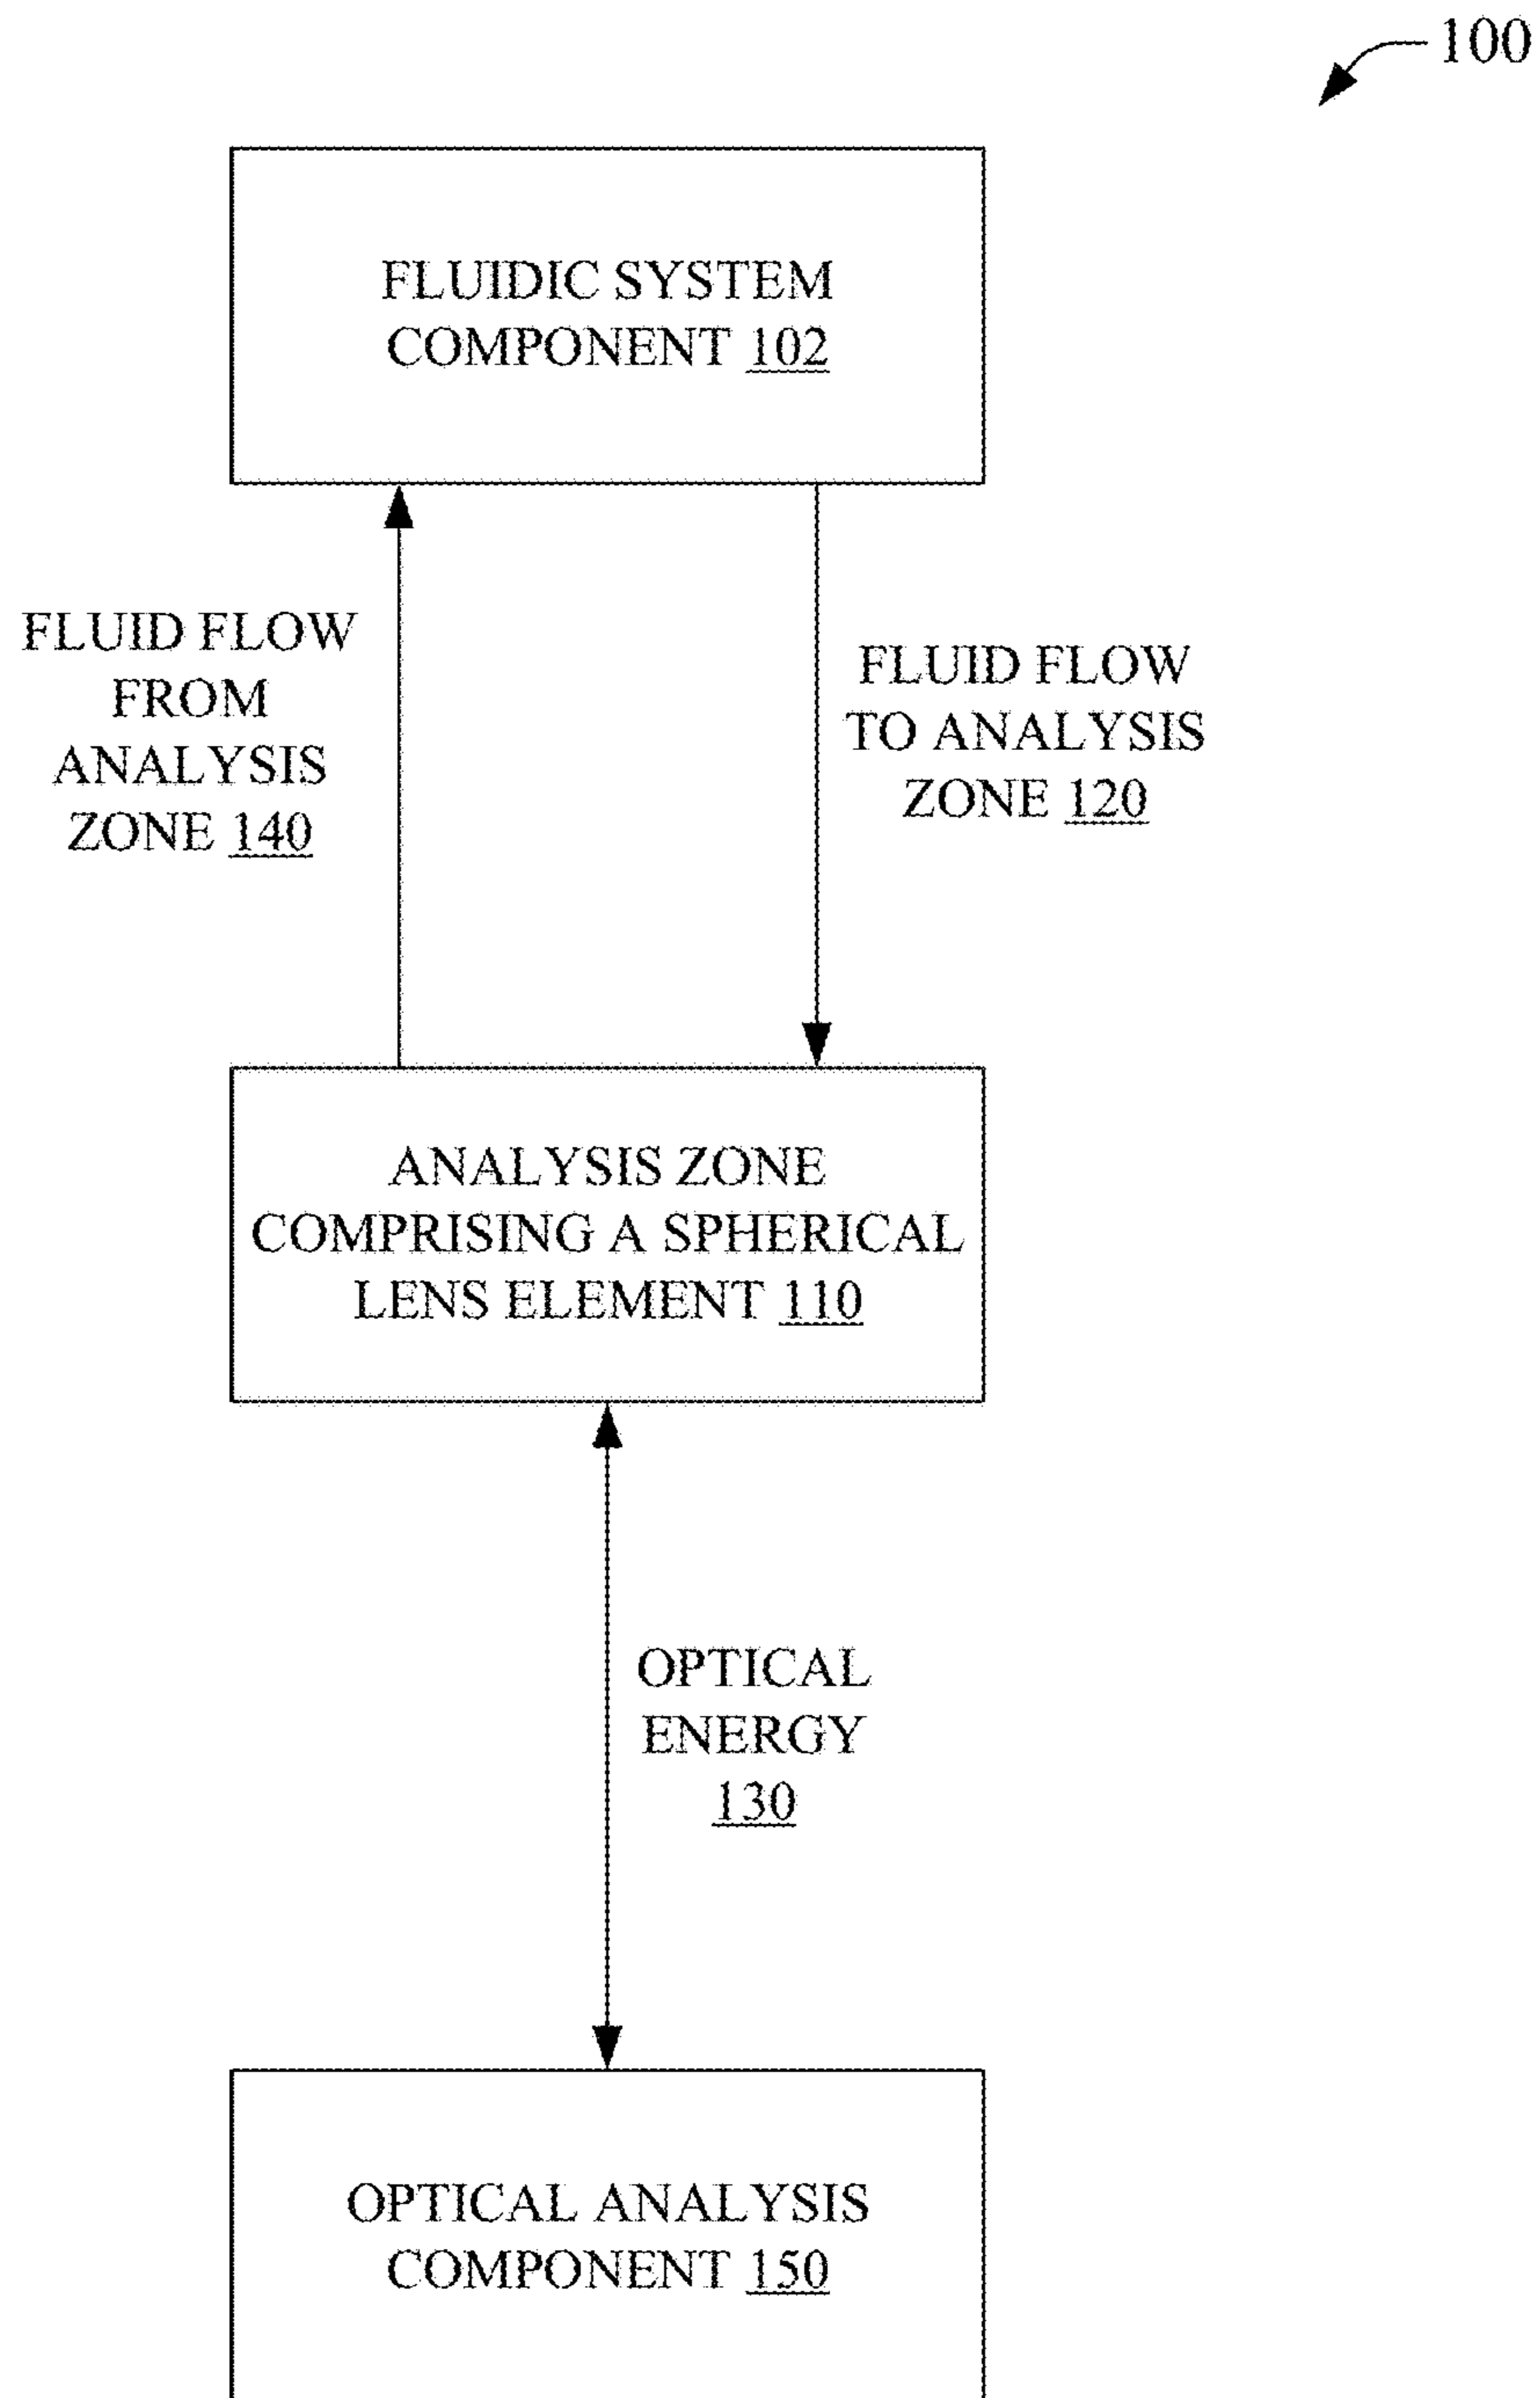 100
FLUIDIC SYSTEM
COMPONENT 102
FLUID FLOW
FROM
ANALYSIS
ZONE 140
FLUID FLOW
TO ANALYSIS
ZONE 120
ANALYSIS ZONE
COMPRISING A SPHERICAL
LENS ELEMENT 110
OPTICAL
ENERGY
130
OPTICAL ANALYSIS
COMPONENT 150